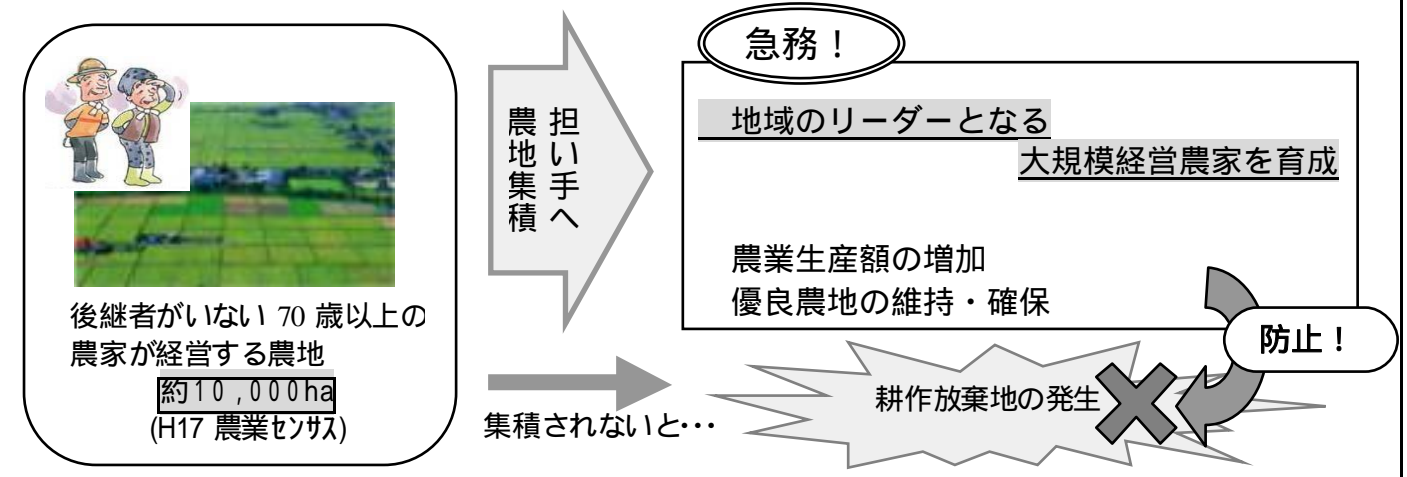 後継者がいない 70 歳以上の
農家が経営する農地
約10,000ha
(H17 農業センサス)
担い手へ
農地集積
集積されないと・・・
急務！
地域のリーダーとなる
大規模経営農家を育成
農業生産額の増加
優良農地の維持・確保
防止！
耕作放棄地の発生